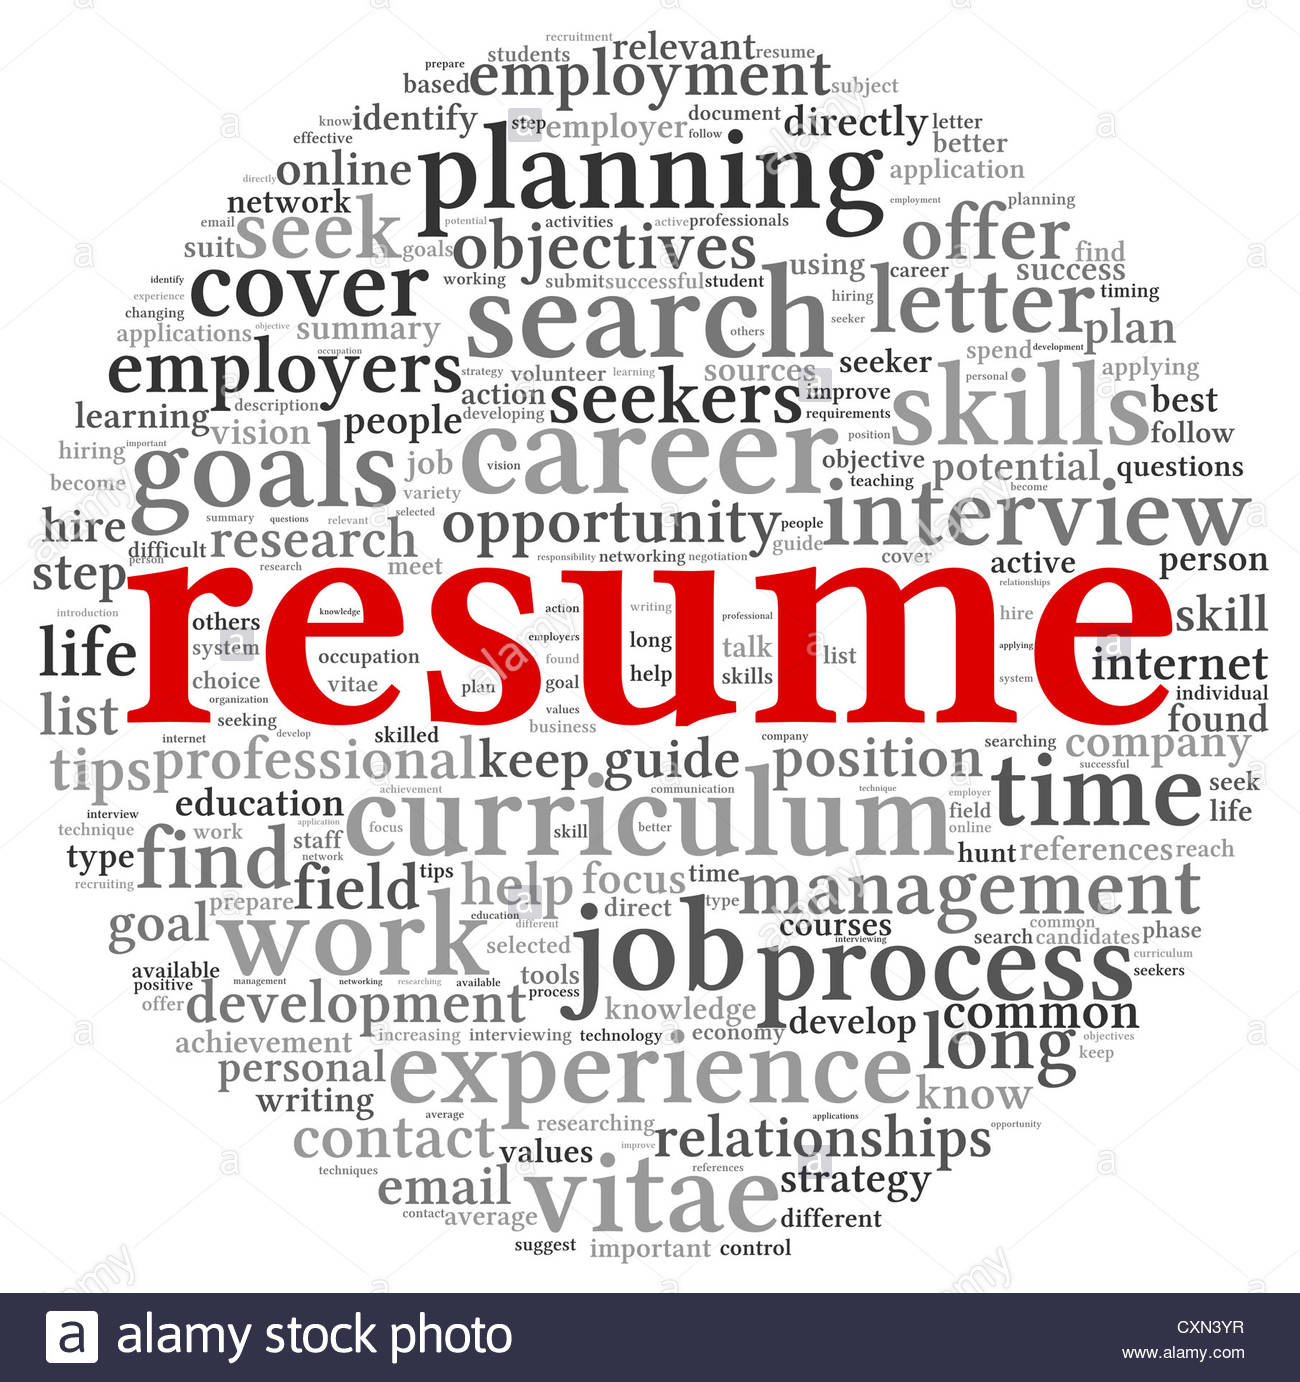 recruitment
students relevant resume
prepare based employment subject
know identify step employer document directly letter
effective follow better
directly online planning application
network employment planning
email seek potential activities active professionals offer
suit goals objectives find
identify cover working submit successful student using career success
experience search hiring letter timing
changing applications objective summary others seeker plan
occupation employers strategy volunteer learning sources seeker spend development applying
action seekers improve personal skills best
learning description people developing requirements
important vision career position follow
hiring goals job vision objective potential questions
become variety teaching become
selected
hire summary questions relevant opportunity people interview
difficult research responsibility networking negotiation guide cover active person
step person research meet relationships
resume
introduction others knowledge action writing professional hire skill
life system occupation employers long talk list applying internet
choice vitae plan found help skills system individual
list organization goal found
seeking values
internet develop skilled business company searching company
tips professional keep guide position successful
achievement communication technique employer time seek
interview education curriculum field life
technique application focus skill better online
work staff
type find network hunt references reach
recruiting field tips help focus time management
prepare type
goal work education direct courses common phase
different selected job interviewing search candidates curriculum
available management networking researching available tools process seekers
positive
offer development process knowledge common
increasing interviewing technology economy develop long objectives
achievement keep
personal experience know
writing average applications
contact researching relationships opportunity
values improve
techniques references strategy
email vitae
contact average different
suggest important control
a alamy stock photo
CXN3YR
www.alamy.com